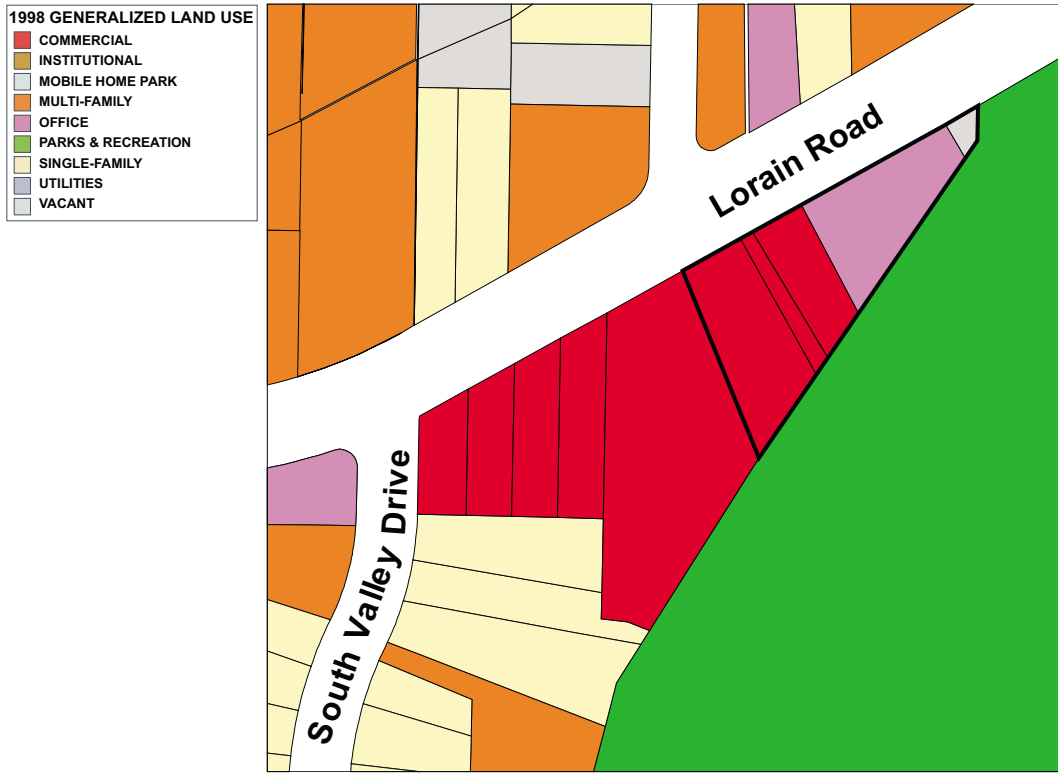 1998 GENERALIZED LAND USE
COMMERCIAL
INSTITUTIONAL
MOBILE HOME PARK
MULTI-FAMILY
OFFICE
PARKS & RECREATION
SINGLE-FAMILY
UTILITIES
VACANT
Lorain Road
South Valley Drive